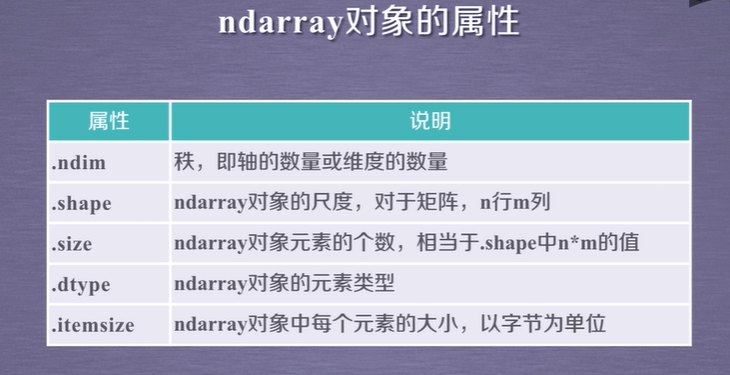 ndarray对象的属性
属性 说明
.ndim 秩，即轴的数量或维度的数量
.shape ndarray对象的尺度，对于矩阵，n行m列
.size ndarray对象元素的个数，相当于.shape中n*m的值
.dtype ndarray对象的元素类型
.itemsize ndarray对象中每个元素的大小，以字节为单位